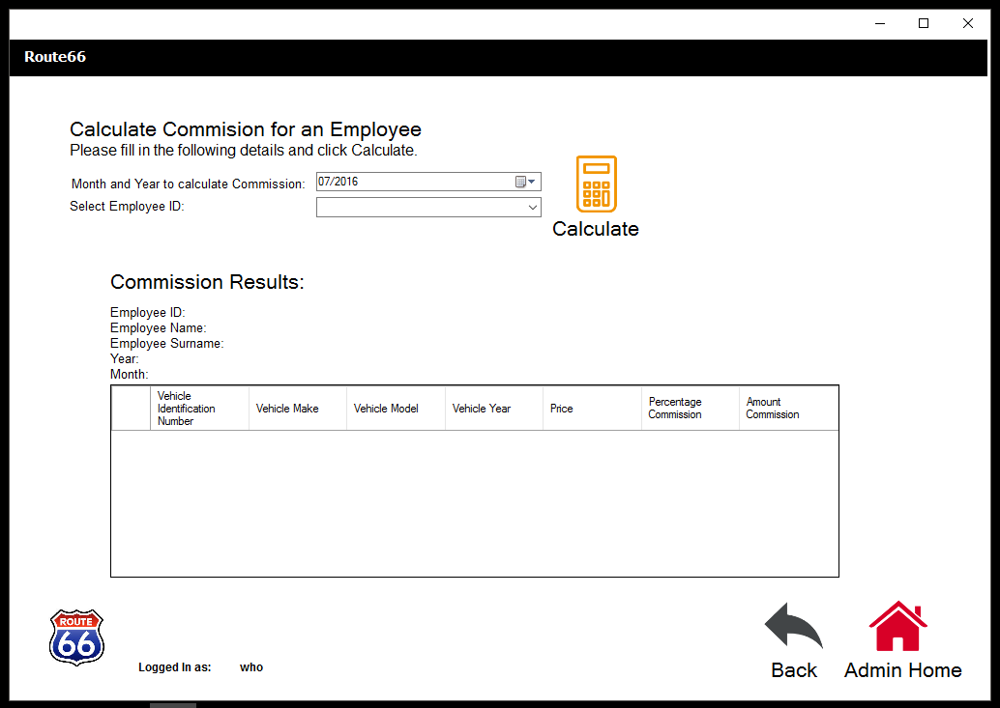 Route66
Calculate Commision for an Employee
Please fill in the following details and click Calculate.
Month and Year to calculate Commission:
07/2016
Select Employee ID:
Calculate
Commission Results:
Employee ID:
Employee Name:
Employee Surname:
Year:
Month:
Vehicle
Identification
Number
Vehicle Make
Vehicle Model
Vehicle Year
Price
Percentage
Commission
Amount
Commission
ROUTE
66
Logged In as:
who
Back
Admin Home